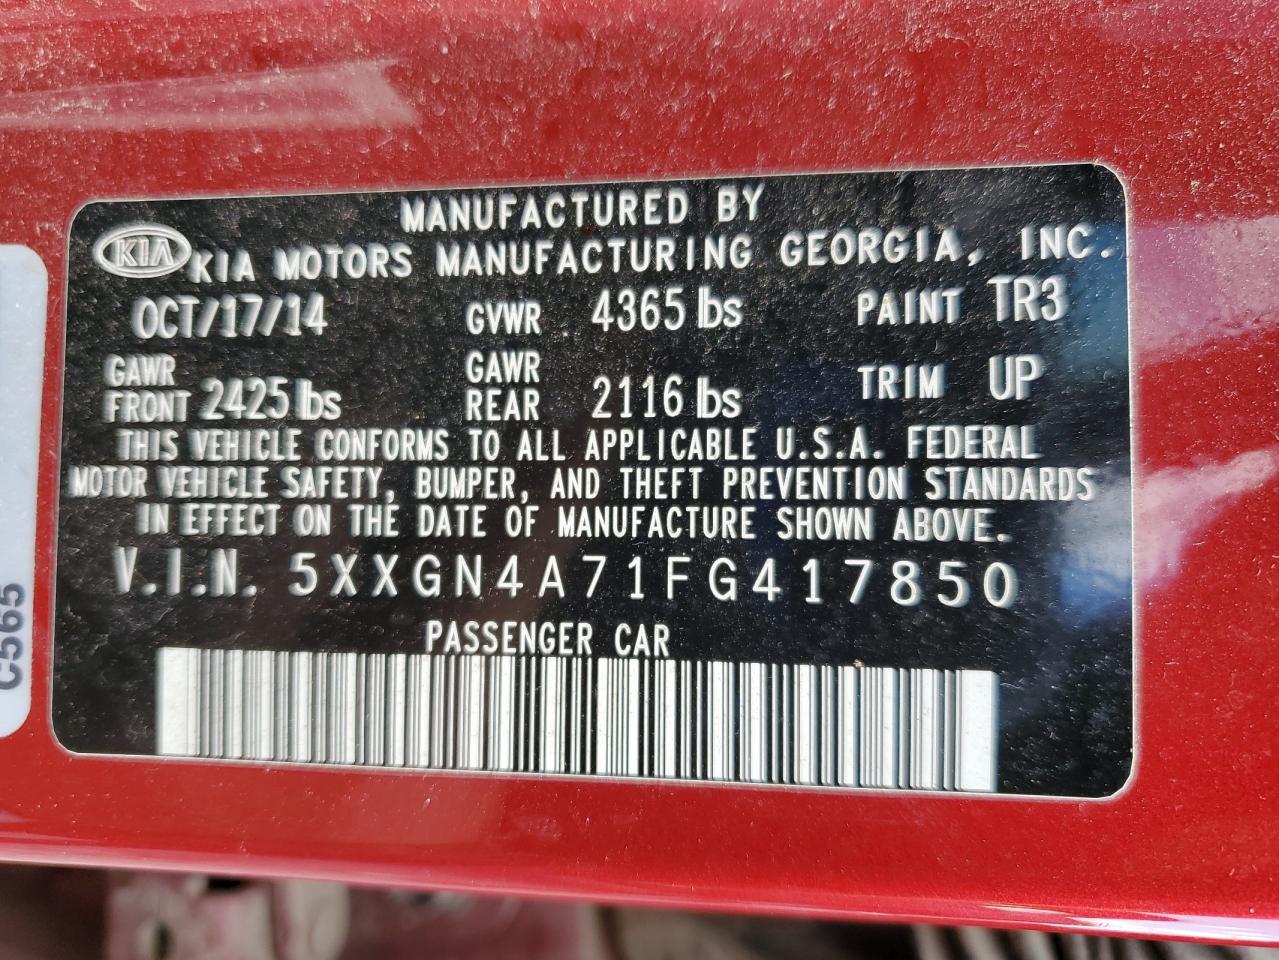 MANUFACTURED BY
KIA KIA MOTORS MANUFACTURING GEORGIA, INC.
OCT/17/14 GVWR 4365 lbs PAINT TR3
GAWR GAWR
FRONT 2425 lbs REAR 2116 lbs TRIM UP
THIS VEHICLE CONFORMS TO ALL APPLICABLE U.S.A. FEDERAL
MOTOR VEHICLE SAFETY, BUMPER, AND THEFT PREVENTION STANDARDS
IN EFFECT ON THE DATE OF MANUFACTURE SHOWN ABOVE.
V.I.N. 5XXGN4A71FG417850
PASSENGER CAR
C565